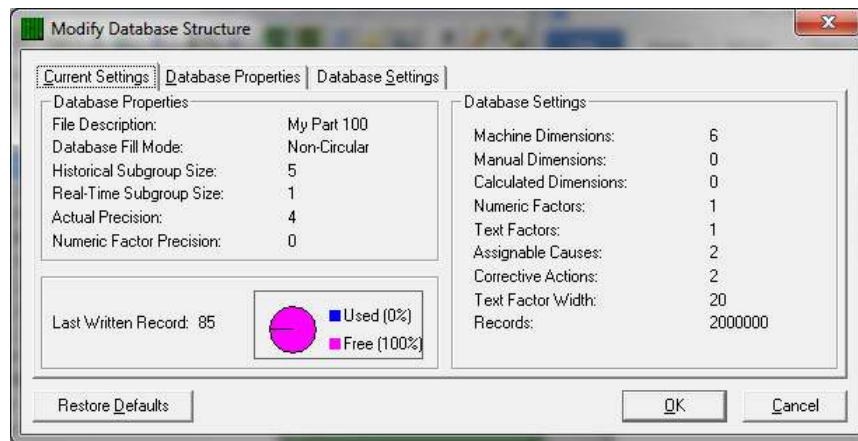 Modify Database Structure
Current Settings Database Properties Database Settings
Database Properties
File Description: My Part 100
Database Fill Mode: Non-Circular
Historical Subgroup Size: 5
Real-Time Subgroup Size: 1
Actual Precision: 4
Numeric Factor Precision: 0
Last Written Record: 85
Used (0%)
Free (100%)
Database Settings
Machine Dimensions: 6
Manual Dimensions: 0
Calculated Dimensions: 0
Numeric Factors: 1
Text Factors: 1
Assignable Causes: 2
Corrective Actions: 2
Text Factor Width: 20
Records: 2000000
Restore Defaults OK Cancel